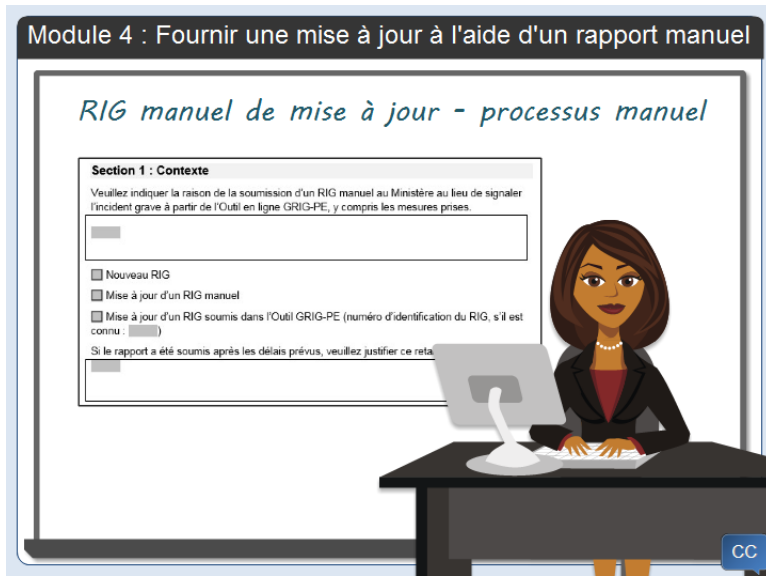 Module 4 : Fournir une mise à jour à l'aide d'un rapport manuel
RIG manuel de mise à jour - processus manuel
Section 1 : Contexte
Veuillez indiquer la raison de la soumission d'un RIG manuel au Ministère au lieu de signaler
l'incident grave à partir de l'Outil en ligne GRIG-PE, y compris les mesures prises.
Nouveau RIG
Mise à jour d'un RIG manuel
Mise à jour d'un RIG soumis dans l'Outil GRIG-PE (numéro d'identification du RIG, s'il est
connu : )
Si le rapport a été soumis après les délais prévus, veuillez justifier ce
CC